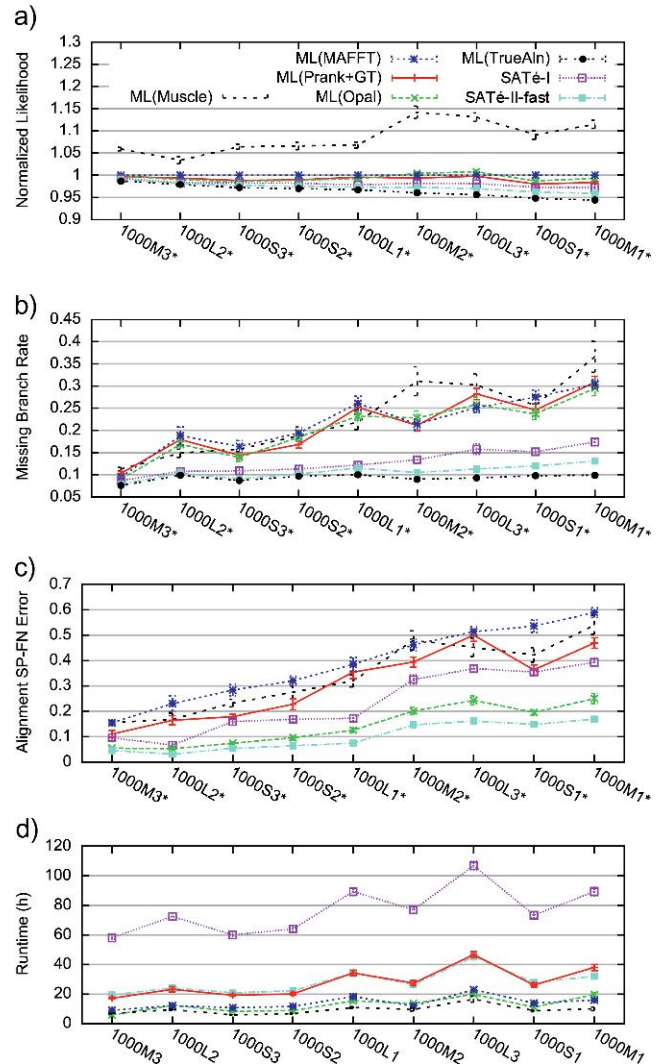 a)
1.3
1.25
1.2
1.15
1.1
1.05
1
0.95
0.9
Normalized Likelihood
ML(MAFFT)
ML(TrueAln)
ML(Prank+GT)
SATé-I
ML(Muscle)
ML(Opal)
SATé-II-fast
1000M3*
1000L2*
1000S3*
1000S2*
1000L1*
1000M2*
1000L3*
1000S1*
1000M1*
b)
0.45
0.4
0.35
0.3
0.25
0.2
0.15
0.1
0.05
Missing Branch Rate
1000M3*
1000L2*
1000S3*
1000S2*
1000L1*
1000M2*
1000L3*
1000S1*
1000M1*
c)
0.7
0.6
0.5
0.4
0.3
0.2
0.1
0
Alignment SP-FN Error
1000M3*
1000L2*
1000S3*
1000S2*
1000L1*
1000M2*
1000L3*
1000S1*
1000M1*
d)
120
100
80
60
40
20
0
Runtime (h)
1000M3
1000L2
1000S3
1000S2
1000L1
1000M2
1000L3
1000S1
1000M1